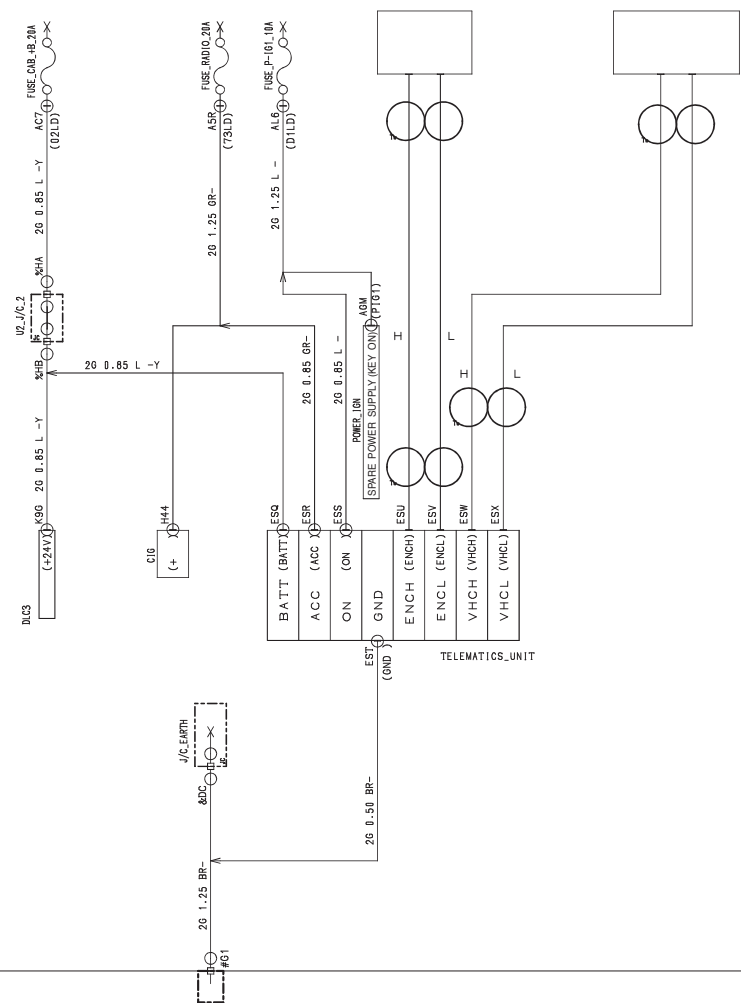 FUSE_CAB_+B_20A
FUSE_RADIO_20A
FUSE_P-IG1_10A
AC7
(02LD)
A5R
(73LD)
AL6
(D1LD)
2G 0.85 L -Y
2G 1.25 GR-
2G 1.25 L -
%HA
U2_J/C_2
JC
%HB
2G 0.85 L -Y
2G 0.85 L -Y
2G 0.85 GR-
2G 0.85 L -
AGM
(PIG1)
POWER_IGN
SPARE POWER SUPPLY (KEY ON)
H
L
H
L
K9G
(+24V)
DLC3
H44
(+
CIG
ESQ
ESR
ESS
ESU
ESV
ESW
ESX
BATT (BATT)
ACC (ACC)
ON (ON
GND
ENCH (ENCH)
ENCL (ENCL)
VHCH (VHCH)
VHCL (VHCL)
EST
(GND )
TELEMATICS_UNIT
J/C_EARTH
JC
&DC
2G 0.50 BR-
2G 1.25 BR-
#G1